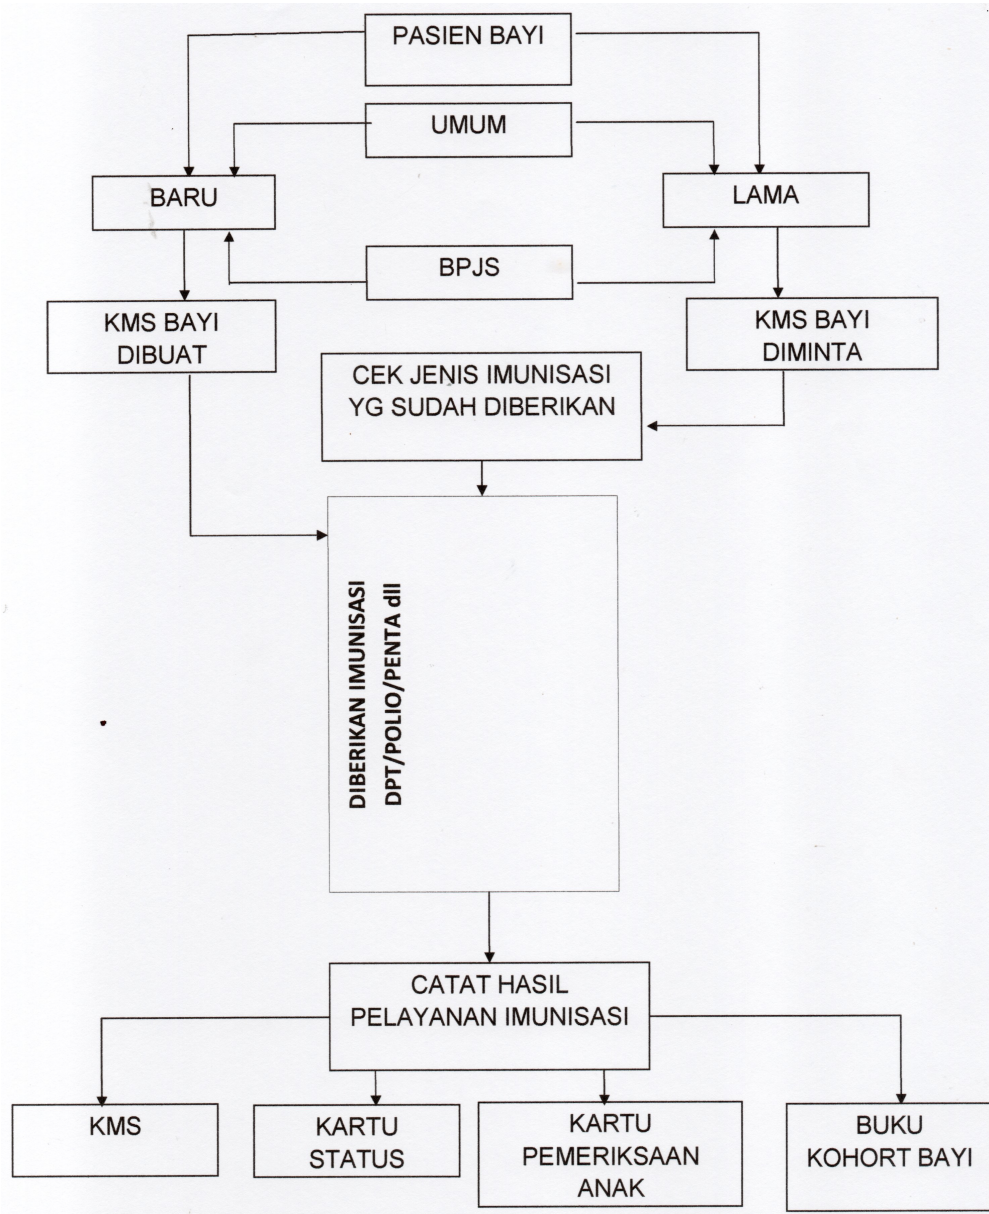 PASIEN BAYI
UMUM
BARU
LAMA
BPJS
KMS BAYI
DIBUAT
KMS BAYI
DIMINTA
CEK JENIS IMUNISASI
YG SUDAH DIBERIKAN
DIBERIKAN IMUNISASI
DPT/POLIO/PENTA dll
CATAT HASIL
PELAYANAN IMUNISASI
KMS
KARTU
STATUS
KARTU
PEMERIKSAAN
ANAK
BUKU
KOHORT BAYI